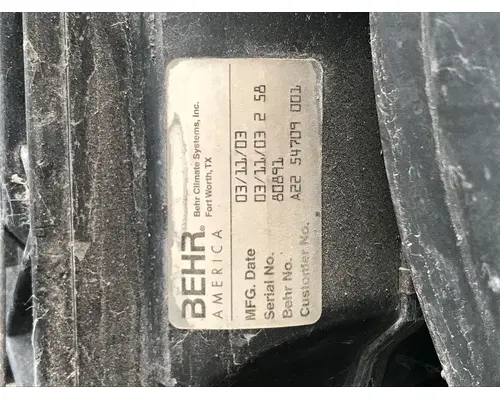 BEHR® Behr Climate Systems, Inc.
AMERICA Fort Worth, TX
MFG. Date 03/11/03
Serial No. 03/11/03 2 58
Behr No. 80891
Customer No. A22 54709 001